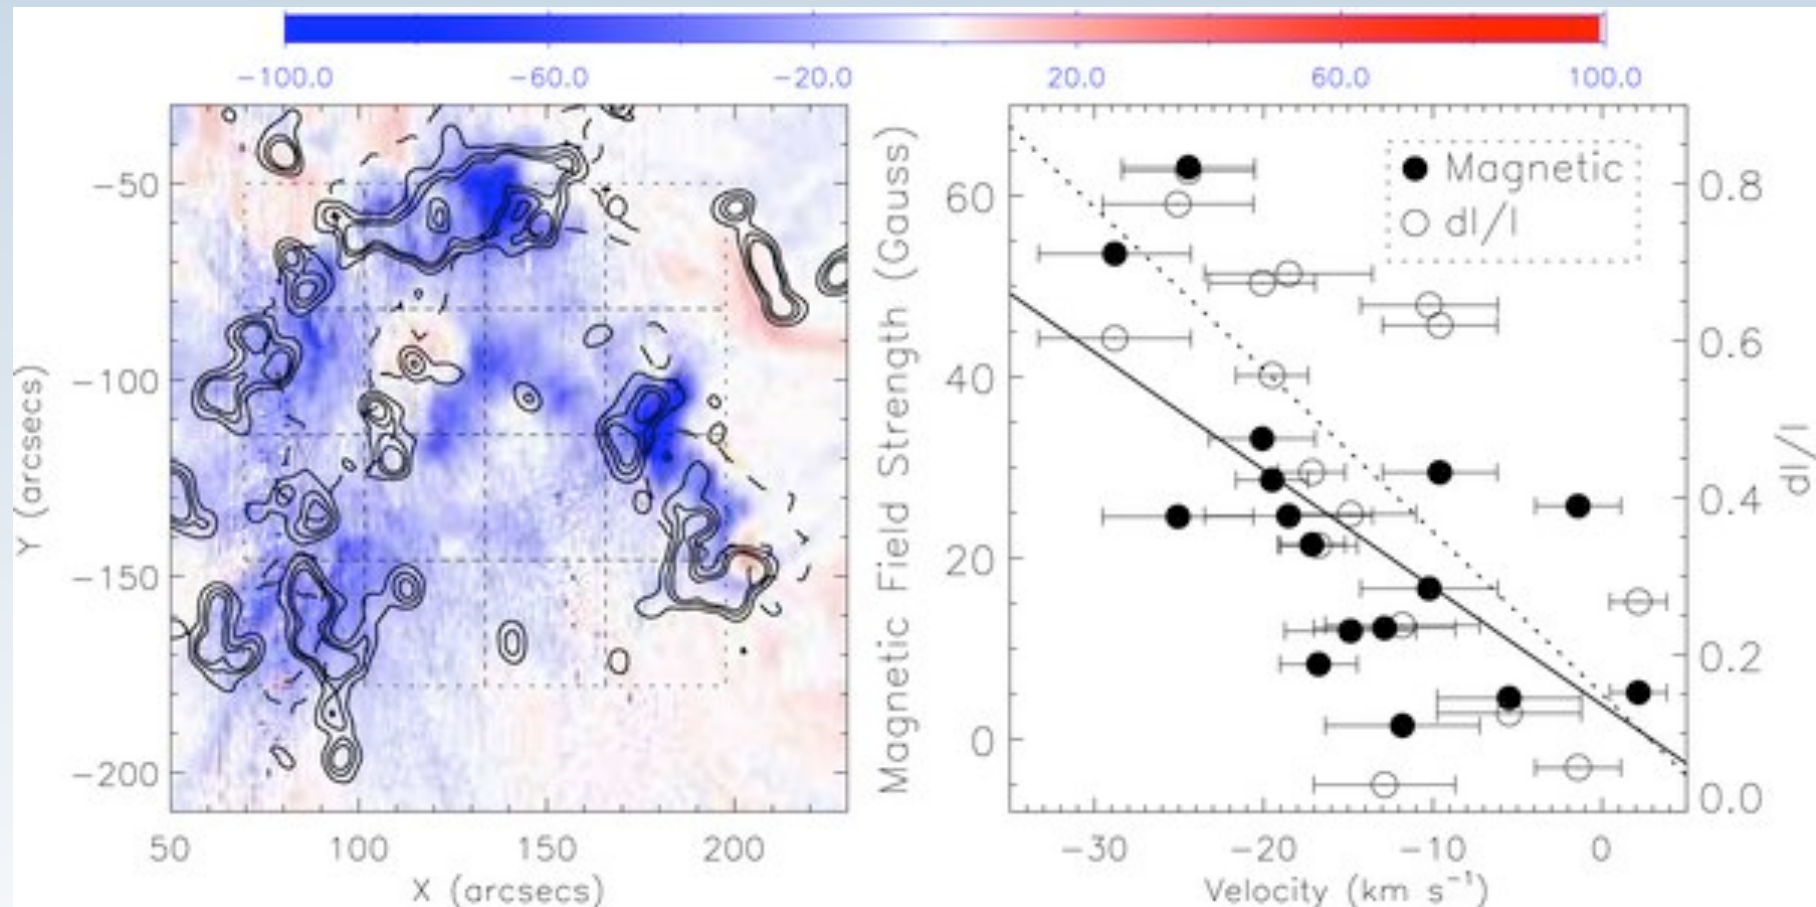 −100.0 −60.0 −20.0 20.0 60.0 100.0
−50
−100
−150
−200
Y (arcsecs)
50 100 150 200
X (arcsecs)
Magnetic Field Strength (Gauss)
60
40
20
0
Magnetic
dI/I
0.8
0.6
0.4
0.2
0.0
dI/I
−30 −20 −10 0
Velocity (km s⁻¹)